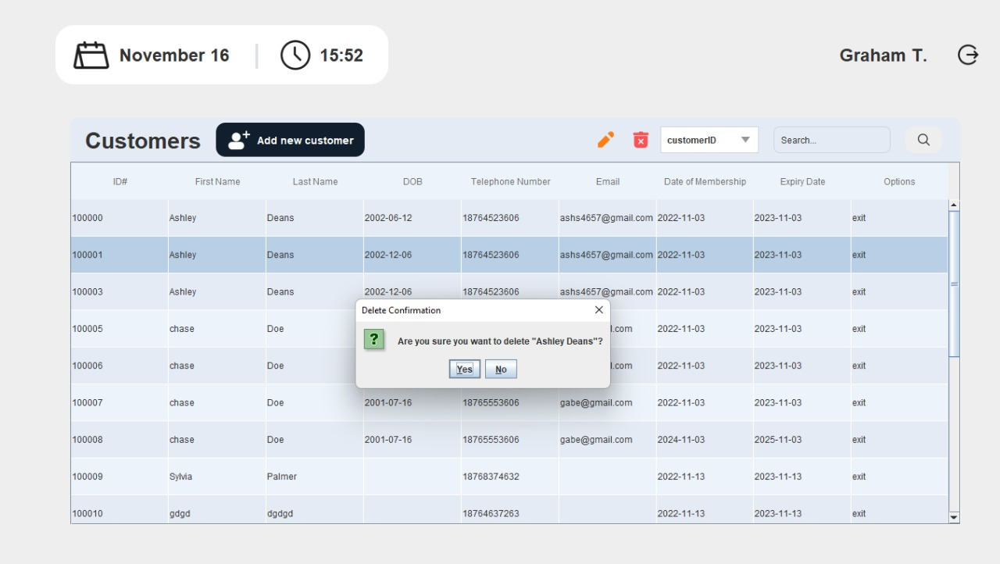 November 16 15:52 Graham T.
Customers Add new customer customerID Search...
ID# First Name Last Name DOB Telephone Number Email Date of Membership Expiry Date Options
100000 Ashley Deans 2002-06-12 18764523606 ashs4657@gmail.com 2022-11-03 2023-11-03 exit
100001 Ashley Deans 2002-12-06 18764523606 ashs4657@gmail.com 2022-11-03 2023-11-03 exit
100003 Ashley Deans 2002-12-06 18764523606 ashs4657@gmail.com 2022-11-03 2023-11-03 exit
Delete Confirmation
100005 chase Doe l.com 2022-11-03 2023-11-03 exit
? Are you sure you want to delete "Ashley Deans"?
100006 chase Doe l.com 2022-11-03 2023-11-03 exit
Yes No
100007 chase Doe 2001-07-16 18765553606 gabe@gmail.com 2022-11-03 2023-11-03 exit
100008 chase Doe 2001-07-16 18765553606 gabe@gmail.com 2024-11-03 2025-11-03 exit
100009 Sylvia Palmer 18768374632 2022-11-13 2023-11-13 exit
100010 gdgd dgdgd 18764637263 2022-11-13 2023-11-13 exit